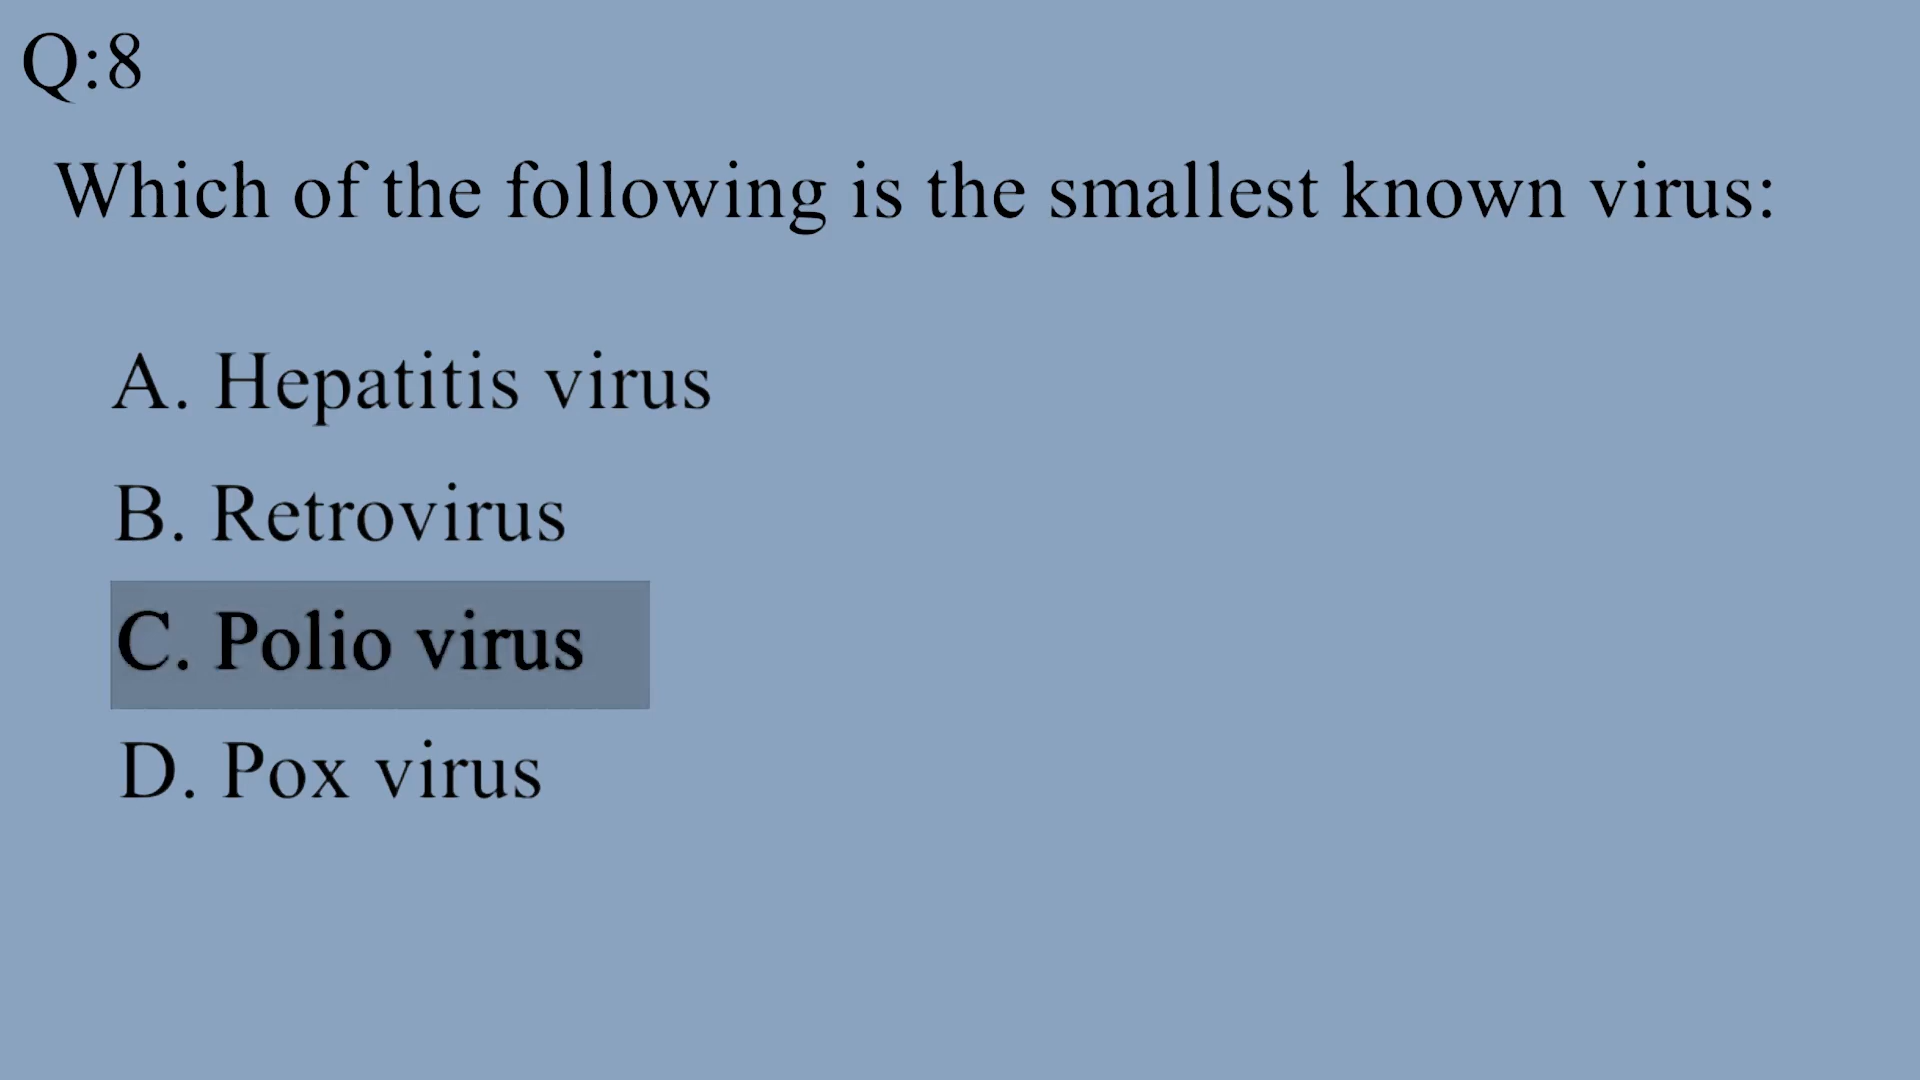 Q:8
Which of the following is the smallest known virus:
A. Hepatitis virus
B. Retrovirus
C. Polio virus
D. Pox virus